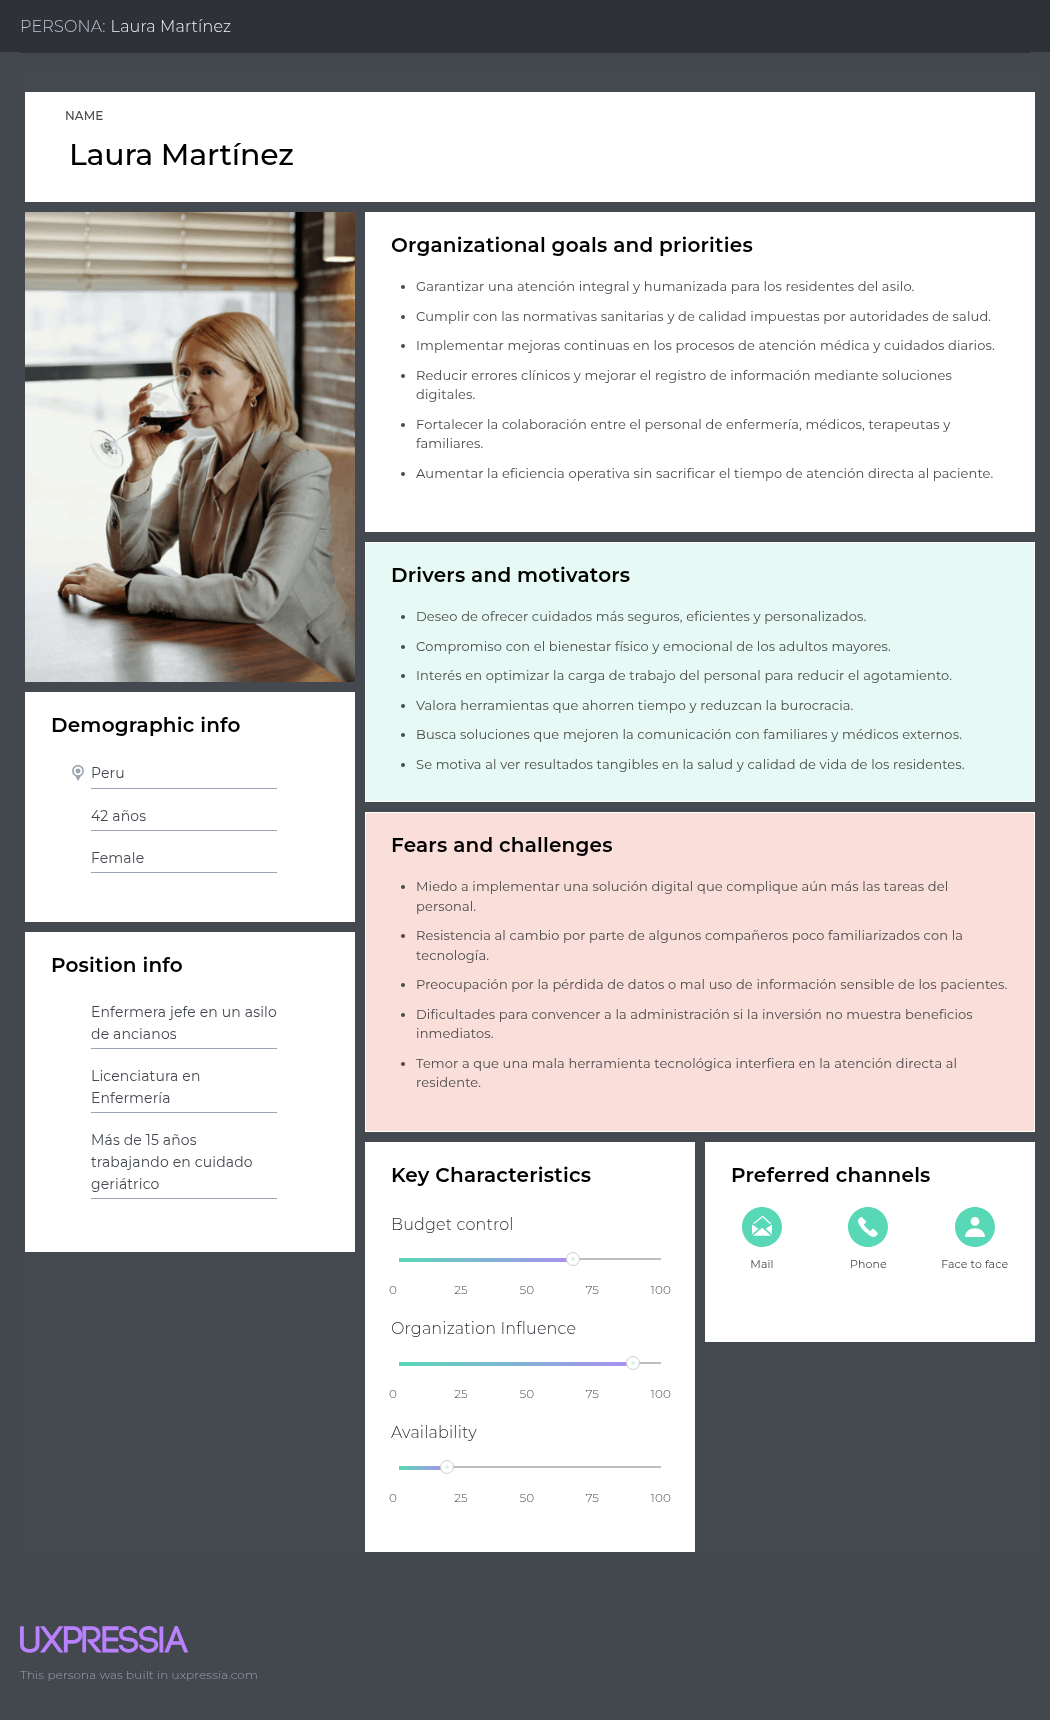 PERSONA: Laura Martínez
NAME
Laura Martínez
Organizational goals and priorities
• Garantizar una atención integral y humanizada para los residentes del asilo.
• Cumplir con las normativas sanitarias y de calidad impuestas por autoridades de salud.
• Implementar mejoras continuas en los procesos de atención médica y cuidados diarios.
• Reducir errores clínicos y mejorar el registro de información mediante soluciones
digitales.
• Fortalecer la colaboración entre el personal de enfermería, médicos, terapeutas y
familiares.
• Aumentar la eficiencia operativa sin sacrificar el tiempo de atención directa al paciente.
Drivers and motivators
• Deseo de ofrecer cuidados más seguros, eficientes y personalizados.
• Compromiso con el bienestar físico y emocional de los adultos mayores.
• Interés en optimizar la carga de trabajo del personal para reducir el agotamiento.
• Valora herramientas que ahorren tiempo y reduzcan la burocracia.
• Busca soluciones que mejoren la comunicación con familiares y médicos externos.
• Se motiva al ver resultados tangibles en la salud y calidad de vida de los residentes.
Demographic info
Peru
42 años
Female
Fears and challenges
• Miedo a implementar una solución digital que complique aún más las tareas del
personal.
• Resistencia al cambio por parte de algunos compañeros poco familiarizados con la
tecnología.
• Preocupación por la pérdida de datos o mal uso de información sensible de los pacientes.
• Dificultades para convencer a la administración si la inversión no muestra beneficios
inmediatos.
• Temor a que una mala herramienta tecnológica interfiera en la atención directa al
residente.
Position info
Enfermera jefe en un asilo
de ancianos
Licenciatura en
Enfermería
Más de 15 años
trabajando en cuidado
geriátrico
Key Characteristics
Budget control
0 25 50 75 100
Organization Influence
0 25 50 75 100
Availability
0 25 50 75 100
Preferred channels
Mail Phone Face to face
UXPRESSIA
This persona was built in uxpressia.com